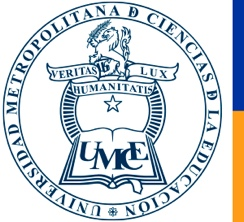 UNIVERSIDAD METROPOLITANA Đ CIENCIAS Đ LA EDUCACION
VERITAS LUX
HUMANITATIS
UMCE